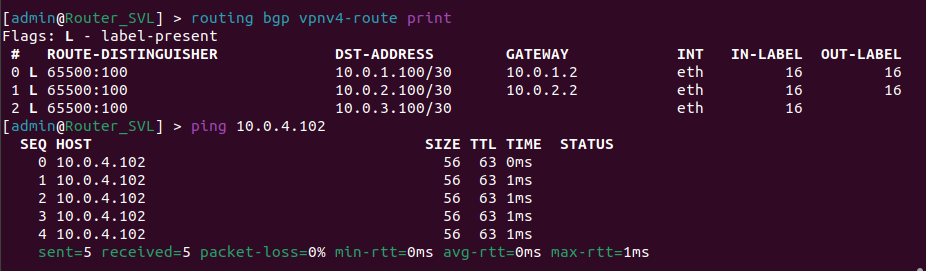 [admin@Router_SVL] > routing bgp vpnv4-route print
Flags: L - label-present
# ROUTE-DISTINGUISHER DST-ADDRESS GATEWAY INT IN-LABEL OUT-LABEL
0 L 65500:100 10.0.1.100/30 10.0.1.2 eth 16 16
1 L 65500:100 10.0.2.100/30 10.0.2.2 eth 16 16
2 L 65500:100 10.0.3.100/30 eth 16
[admin@Router_SVL] > ping 10.0.4.102
SEQ HOST SIZE TTL TIME STATUS
0 10.0.4.102 56 63 0ms
1 10.0.4.102 56 63 1ms
2 10.0.4.102 56 63 1ms
3 10.0.4.102 56 63 1ms
4 10.0.4.102 56 63 1ms
sent=5 received=5 packet-loss=0% min-rtt=0ms avg-rtt=0ms max-rtt=1ms